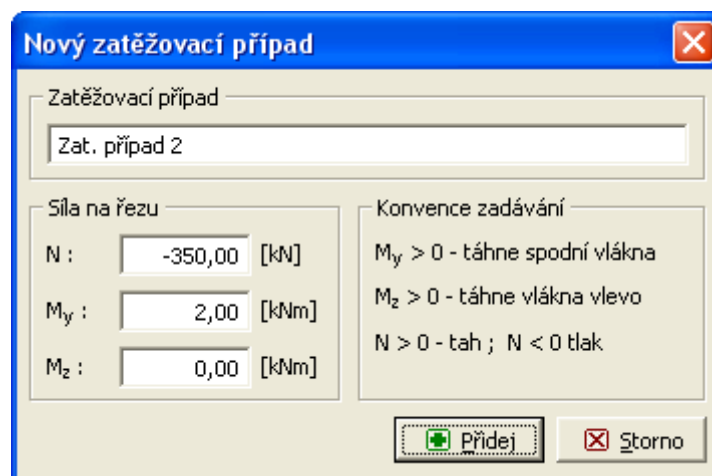 Nový zatěžovací případ
Zatěžovací případ
Zat. případ 2
Síla na řezu
N : -350,00 [kN]
My : 2,00 [kNm]
Mz : 0,00 [kNm]
Konvence zadávání
My > 0 - táhne spodní vlákna
Mz > 0 - táhne vlákna vlevo
N > 0 - tah ; N < 0 tlak
Přidej
Storno